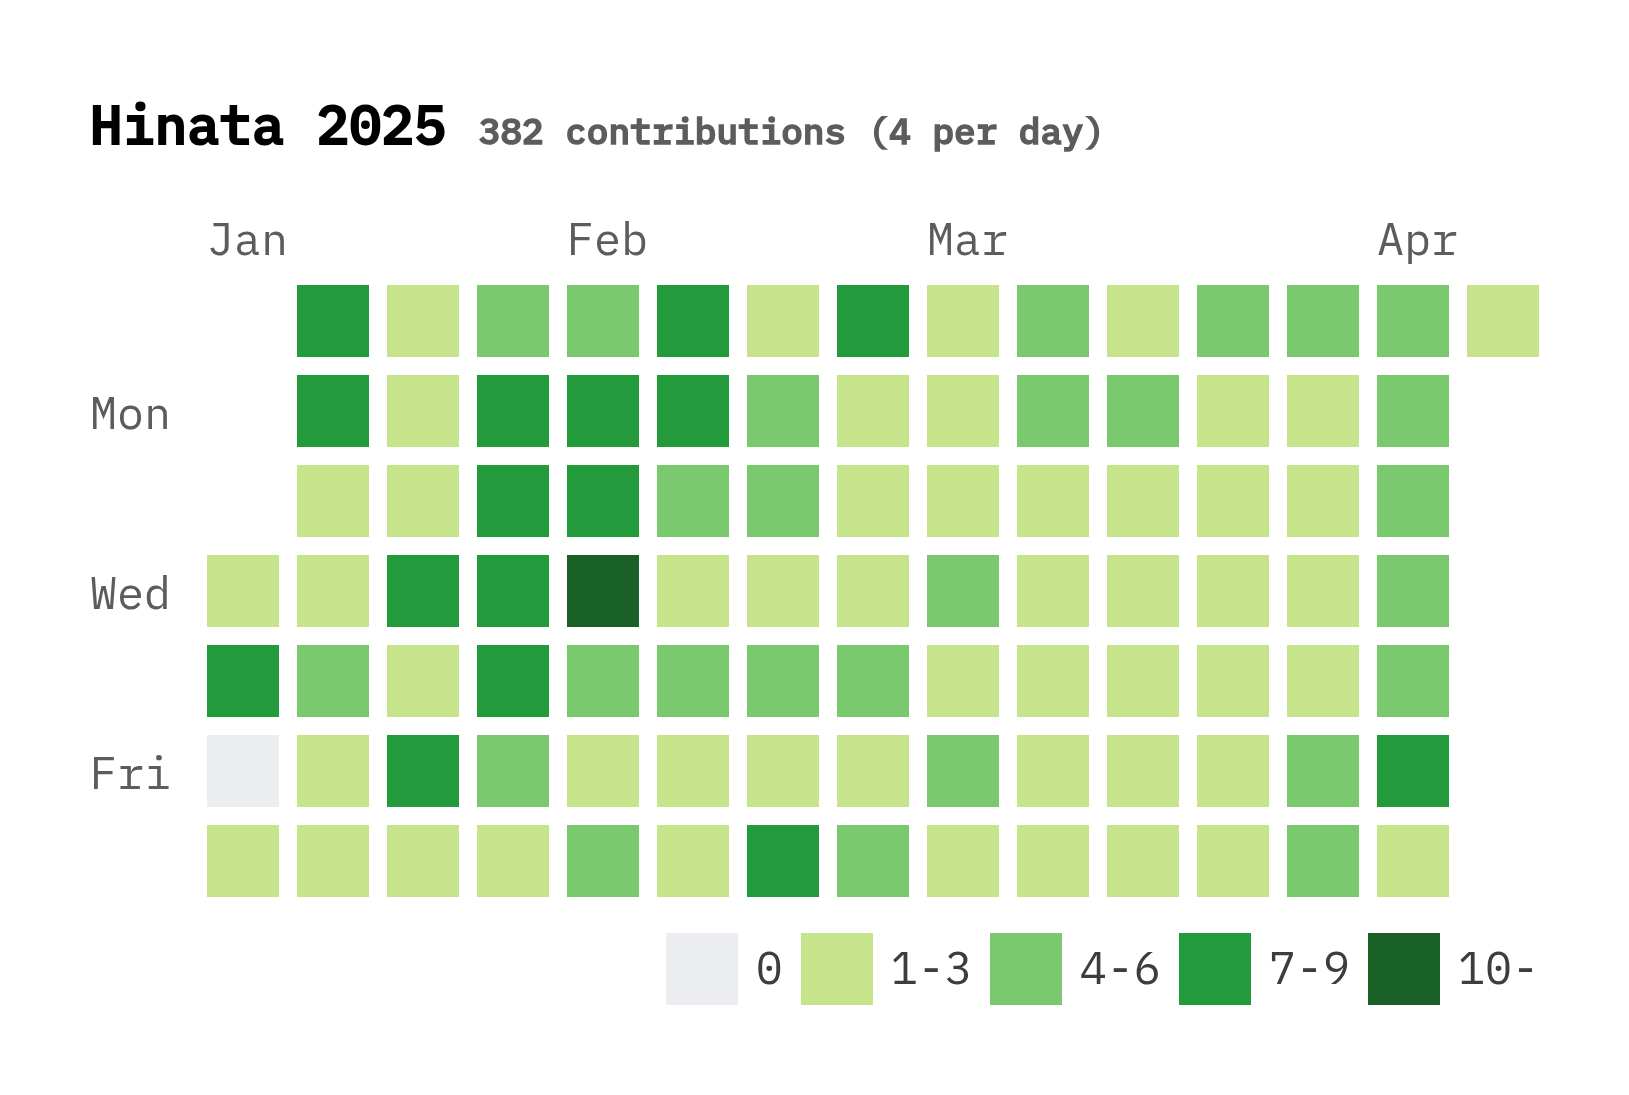 Hinata 2025 382 contributions (4 per day)
Jan Feb Mar Apr
Mon
Wed
Fri
0 1-3 4-6 7-9 10-